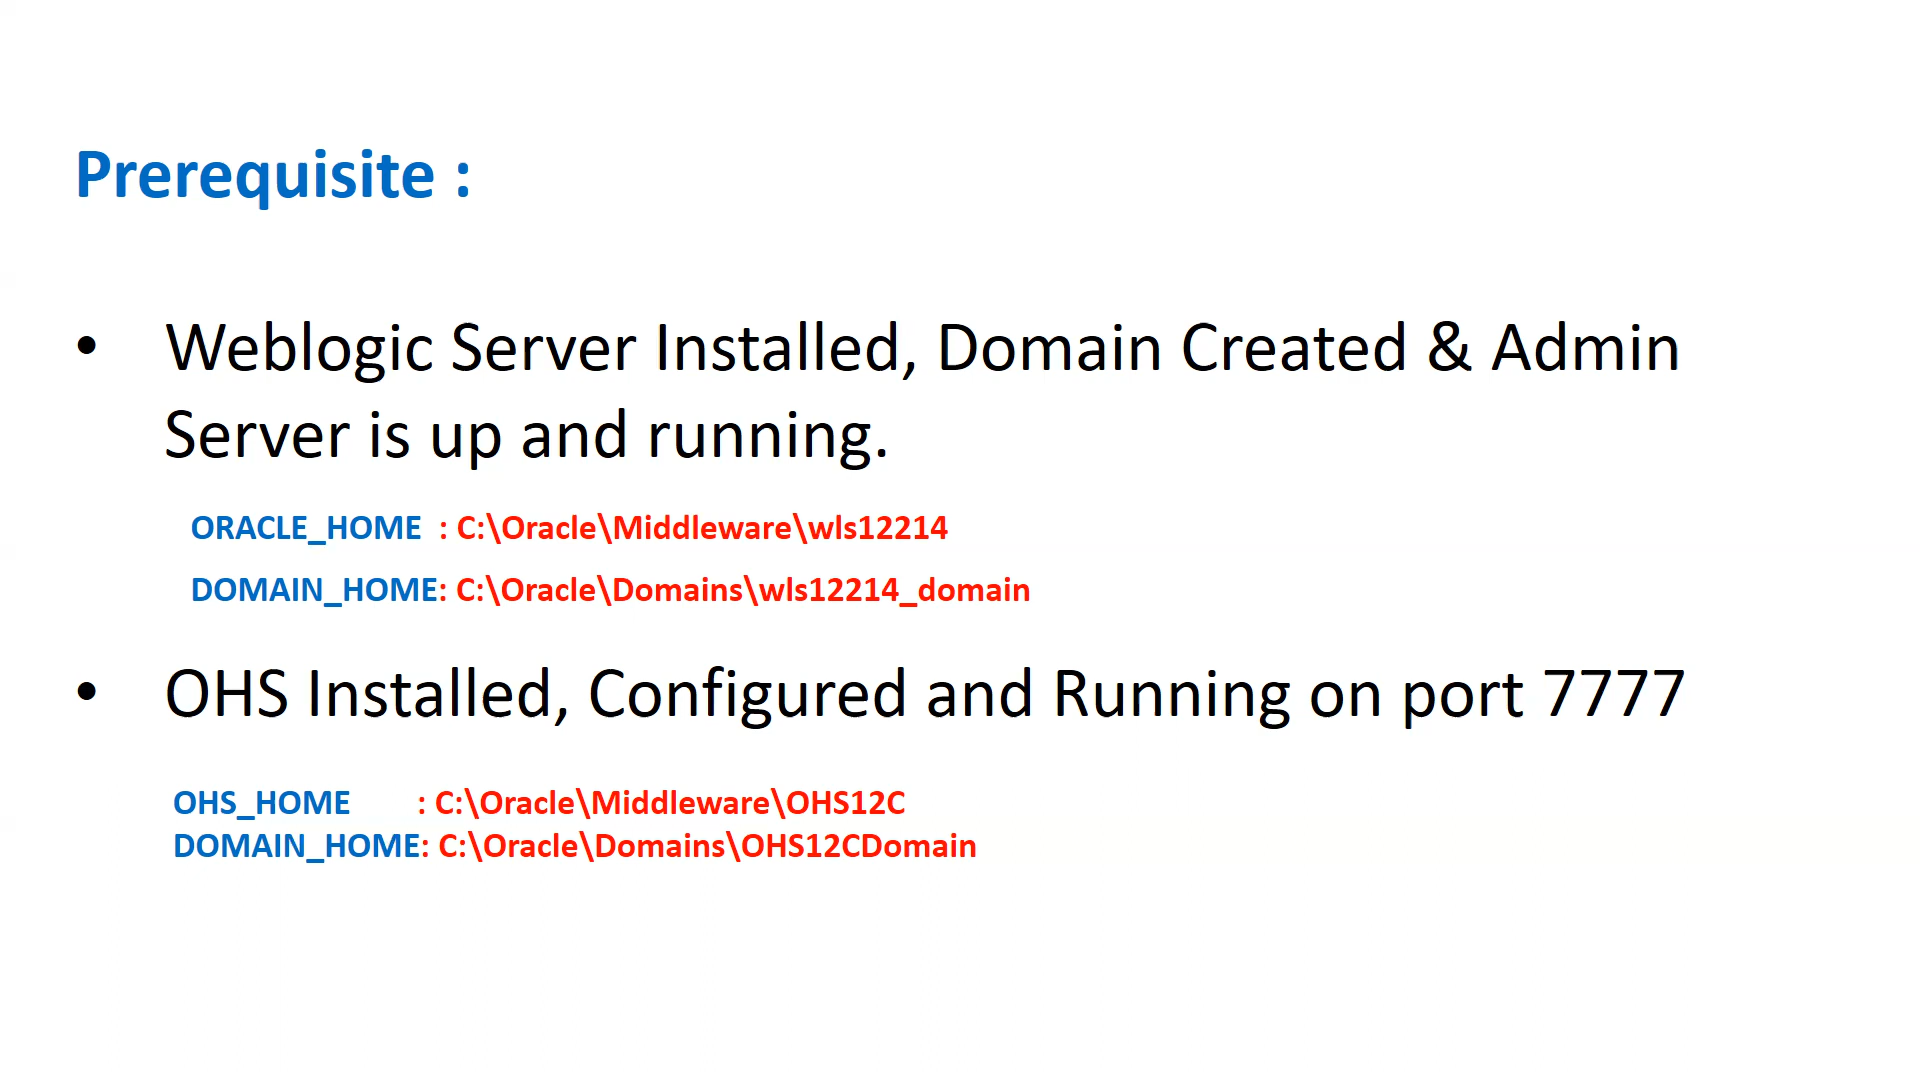 Prerequisite :
• Weblogic Server Installed, Domain Created & Admin
Server is up and running.
ORACLE_HOME : C:\Oracle\Middleware\wls12214
DOMAIN_HOME: C:\Oracle\Domains\wls12214_domain
• OHS Installed, Configured and Running on port 7777
OHS_HOME : C:\Oracle\Middleware\OHS12C
DOMAIN_HOME: C:\Oracle\Domains\OHS12CDomain